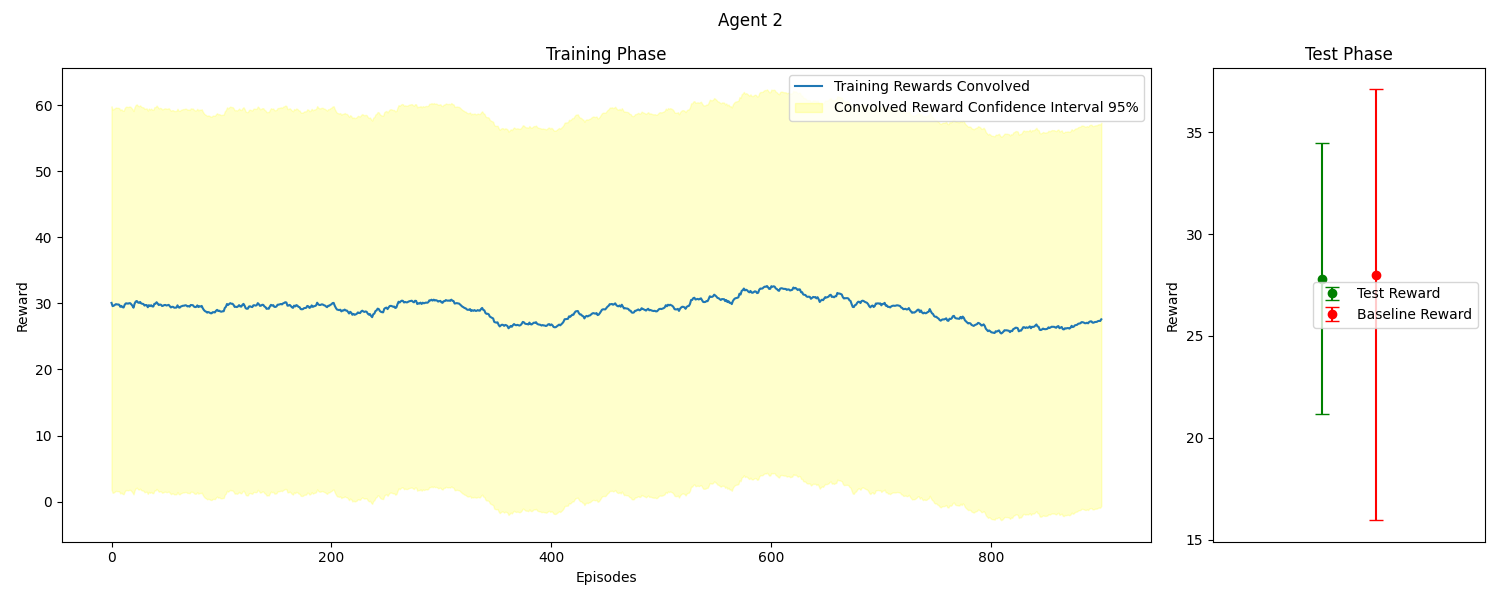 Agent 2
Training Phase
Training Rewards Convolved
Convolved Reward Confidence Interval 95%
60
50
40
30
20
10
0
Reward
0
200
400
600
800
Episodes
Test Phase
35
30
25
20
15
Reward
Test Reward
Baseline Reward